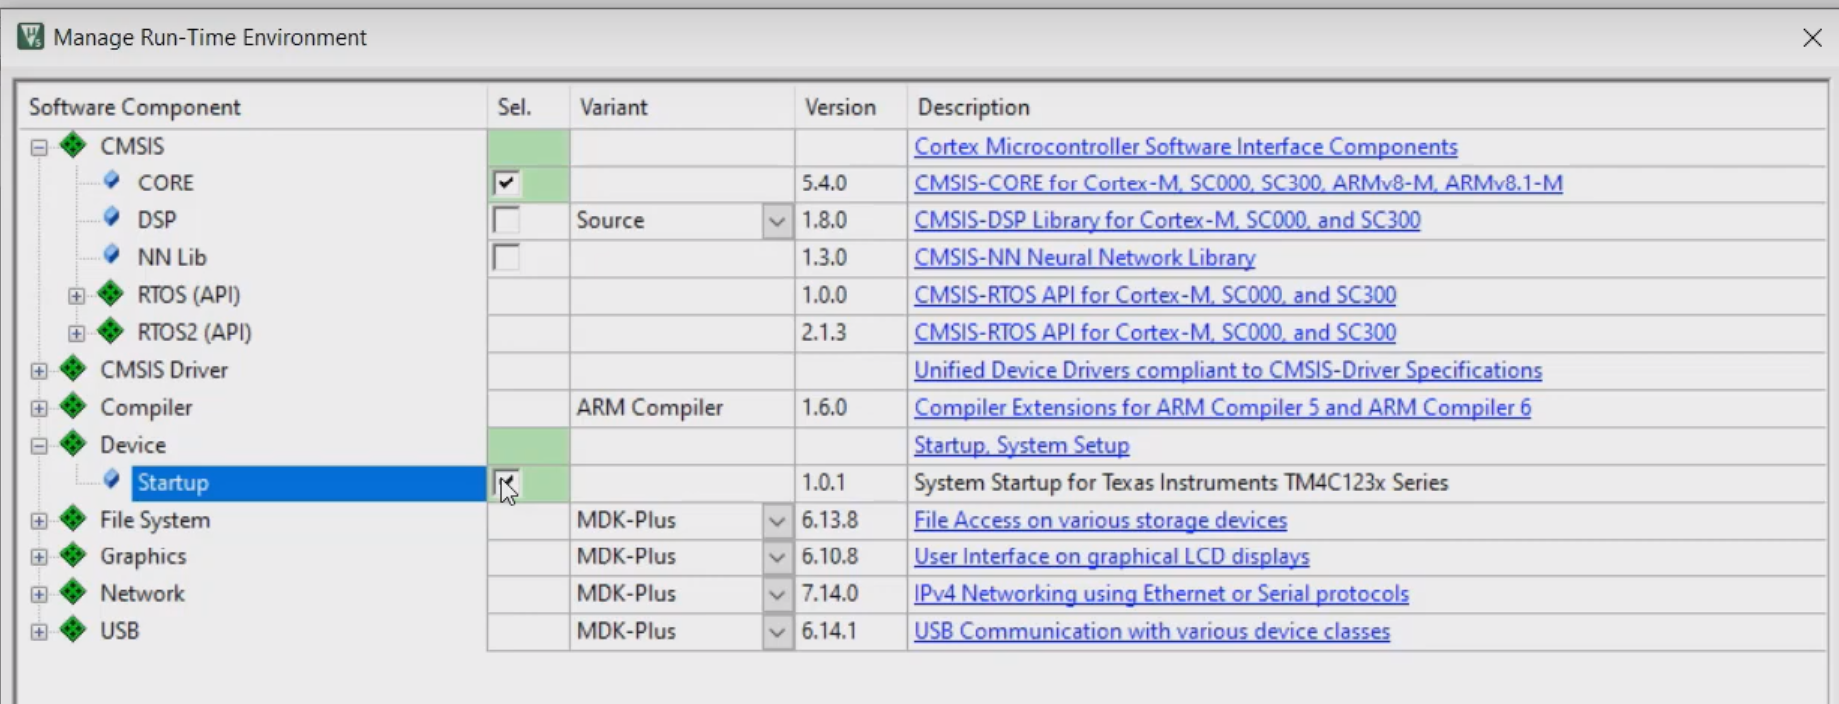 Manage Run-Time Environment
Software Component Sel. Variant Version Description
CMSIS Cortex Microcontroller Software Interface Components
CORE 5.4.0 CMSIS-CORE for Cortex-M, SC000, SC300, ARMv8-M, ARMv8.1-M
DSP Source 1.8.0 CMSIS-DSP Library for Cortex-M, SC000, and SC300
NN Lib 1.3.0 CMSIS-NN Neural Network Library
RTOS (API) 1.0.0 CMSIS-RTOS API for Cortex-M, SC000, and SC300
RTOS2 (API) 2.1.3 CMSIS-RTOS API for Cortex-M, SC000, and SC300
CMSIS Driver Unified Device Drivers compliant to CMSIS-Driver Specifications
Compiler ARM Compiler 1.6.0 Compiler Extensions for ARM Compiler 5 and ARM Compiler 6
Device Startup, System Setup
Startup 1.0.1 System Startup for Texas Instruments TM4C123x Series
File System MDK-Plus 6.13.8 File Access on various storage devices
Graphics MDK-Plus 6.10.8 User Interface on graphical LCD displays
Network MDK-Plus 7.14.0 IPv4 Networking using Ethernet or Serial protocols
USB MDK-Plus 6.14.1 USB Communication with various device classes